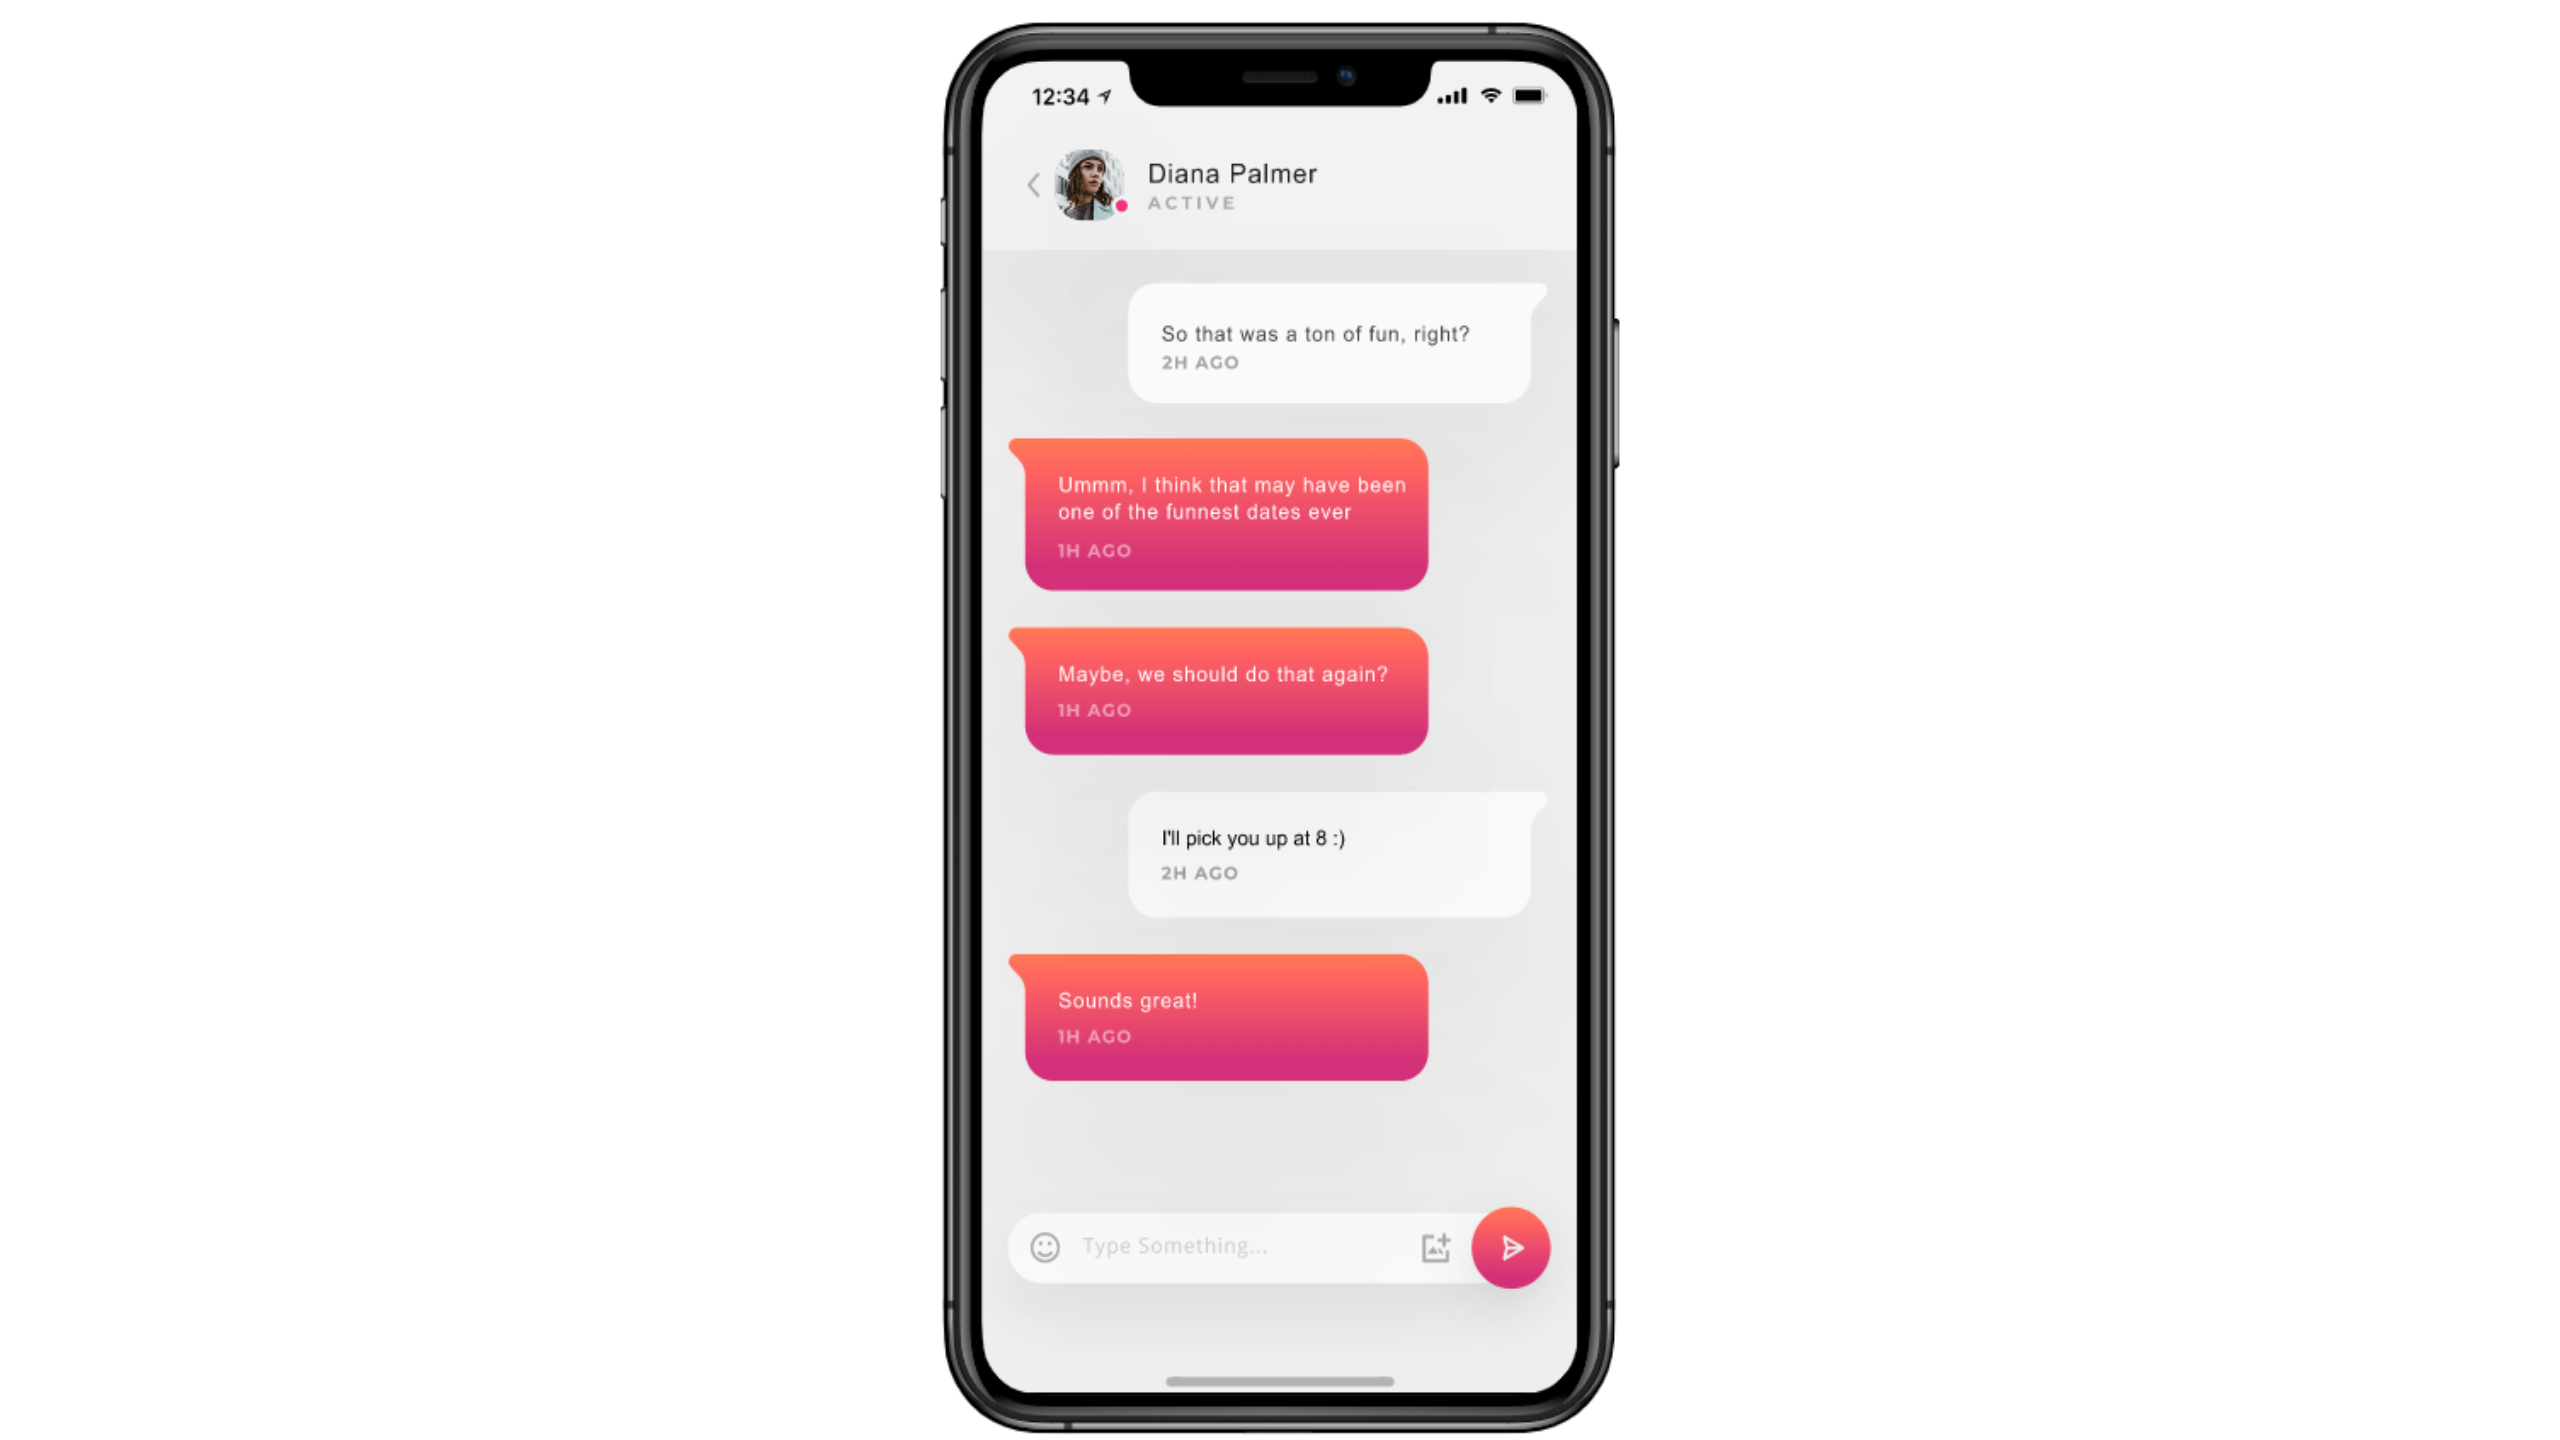 12:34
Diana Palmer
ACTIVE
So that was a ton of fun, right?
2H AGO
Ummm, I think that may have been
one of the funnest dates ever
1H AGO
Maybe, we should do that again?
1H AGO
I'll pick you up at 8 :)
2H AGO
Sounds great!
1H AGO
Type Something...